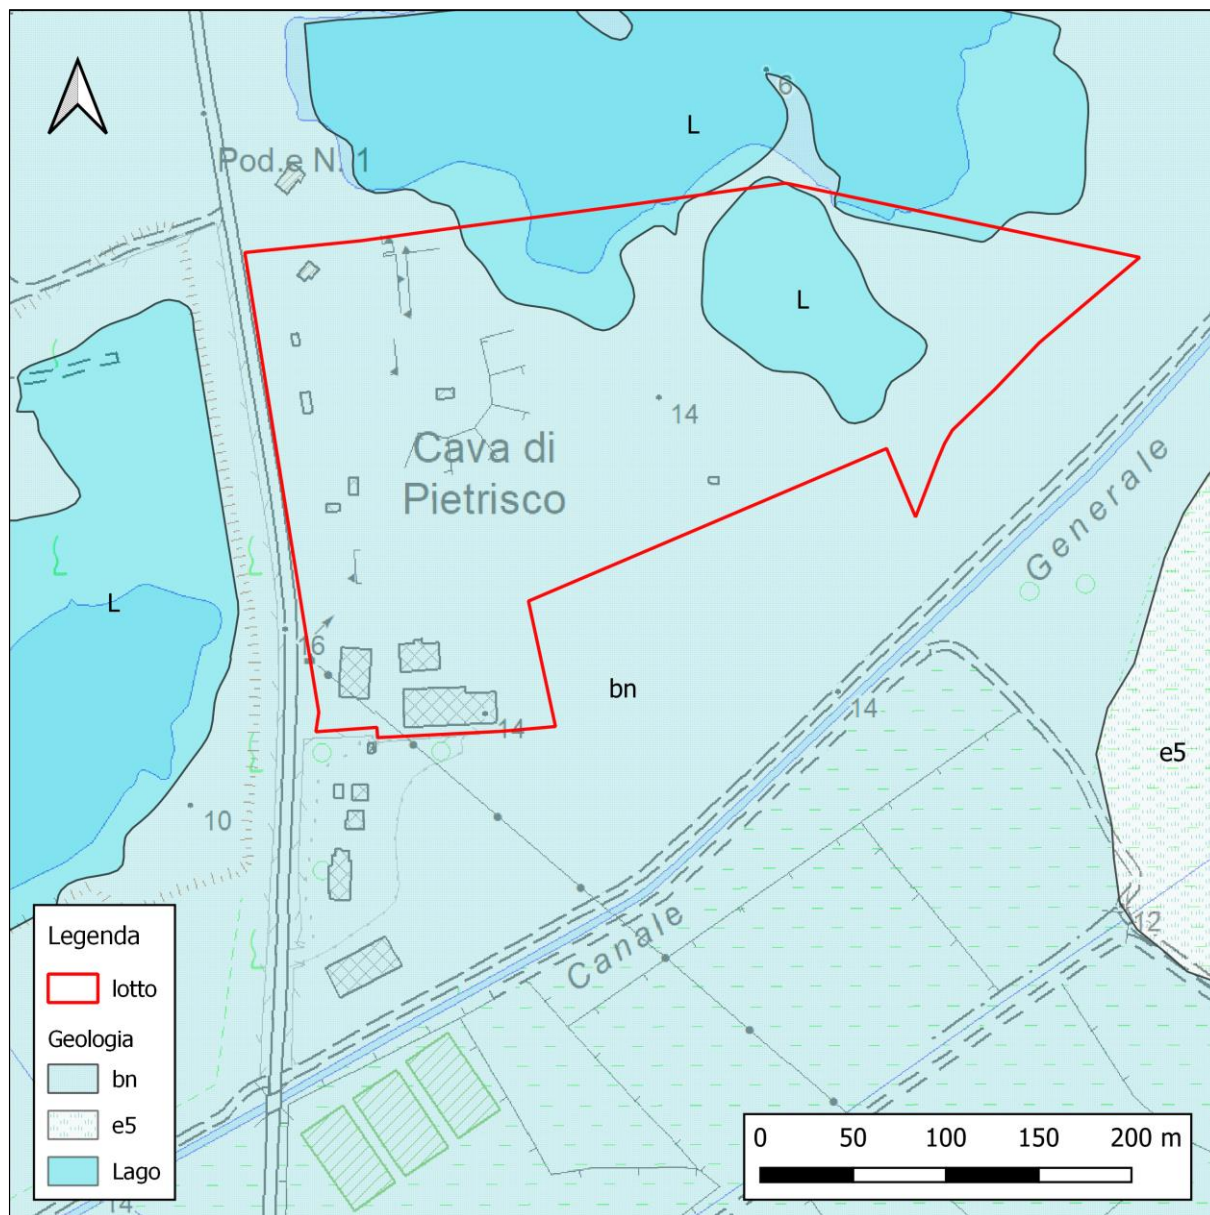 6
L
Pod.e N. 1
L
14
Cava di
Pietrisco
Generale
L
16
bn
14
14
e5
10
12
Canale
Legenda
lotto
Geologia
bn
e5
Lago
0 50 100 150 200 m
14